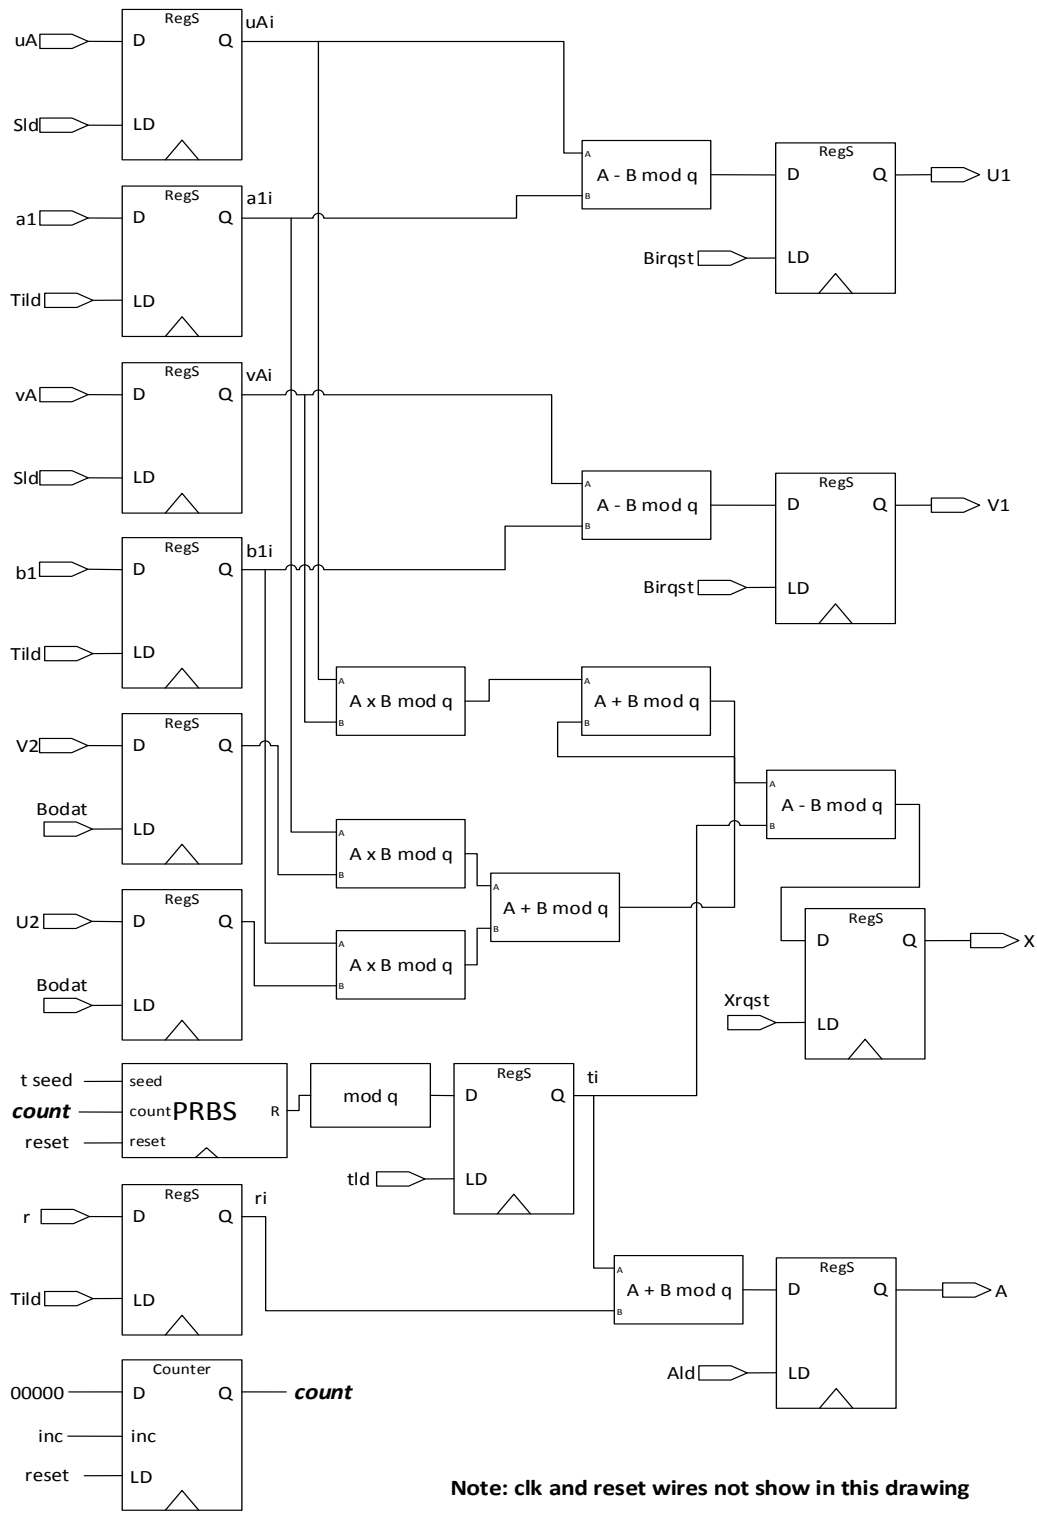 RegS
uAi
uA
D
Q
Sld
LD
RegS
a1i
a1
D
Q
Tild
LD
A
A - B mod q
B
RegS
D
Q
U1
Birqst
LD
RegS
vAi
vA
D
Q
Sld
LD
RegS
b1i
b1
D
Q
Tild
LD
A
A - B mod q
B
RegS
D
Q
V1
Birqst
LD
A
A x B mod q
B
A
A + B mod q
B
RegS
V2
D
Q
Bodat
LD
A
A - B mod q
B
A
A x B mod q
B
RegS
U2
D
Q
Bodat
LD
A
A + B mod q
B
A
A x B mod q
B
RegS
D
Q
X
Xrqst
LD
t seed
seed
count
count
PRBS
R
reset
reset
mod q
RegS
ti
D
Q
tld
LD
RegS
ri
r
D
Q
Tild
LD
A
A + B mod q
B
RegS
D
Q
A
Ald
LD
Counter
00000
D
Q
count
inc
inc
reset
LD
Note: clk and reset wires not show in this drawing